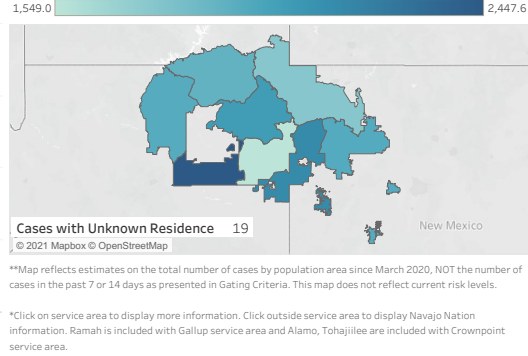 1,549.0 2,447.6
New Mexico
Cases with Unknown Residence 19
© 2021 Mapbox © OpenStreetMap
**Map reflects estimates on the total number of cases by population area since March 2020, NOT the number of
cases in the past 7 or 14 days as presented in Gating Criteria. This map does not reflect current risk levels.
*Click on service area to display more information. Click outside service area to display Navajo Nation
information. Ramah is included with Gallup service area and Alamo, Tohajiilee are included with Crownpoint
service area.